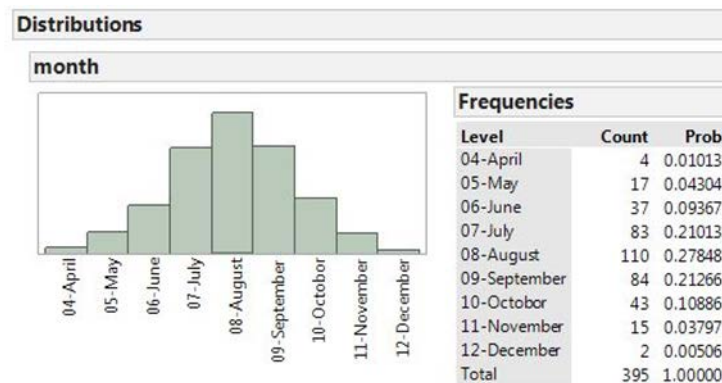 Distributions
month
04-April
05-May
06-June
07-July
08-August
09-September
10-Octobor
11-November
12-December
Frequencies
Level Count Prob
04-April 4 0.01013
05-May 17 0.04304
06-June 37 0.09367
07-July 83 0.21013
08-August 110 0.27848
09-September 84 0.21266
10-Octobor 43 0.10886
11-November 15 0.03797
12-December 2 0.00506
Total 395 1.00000